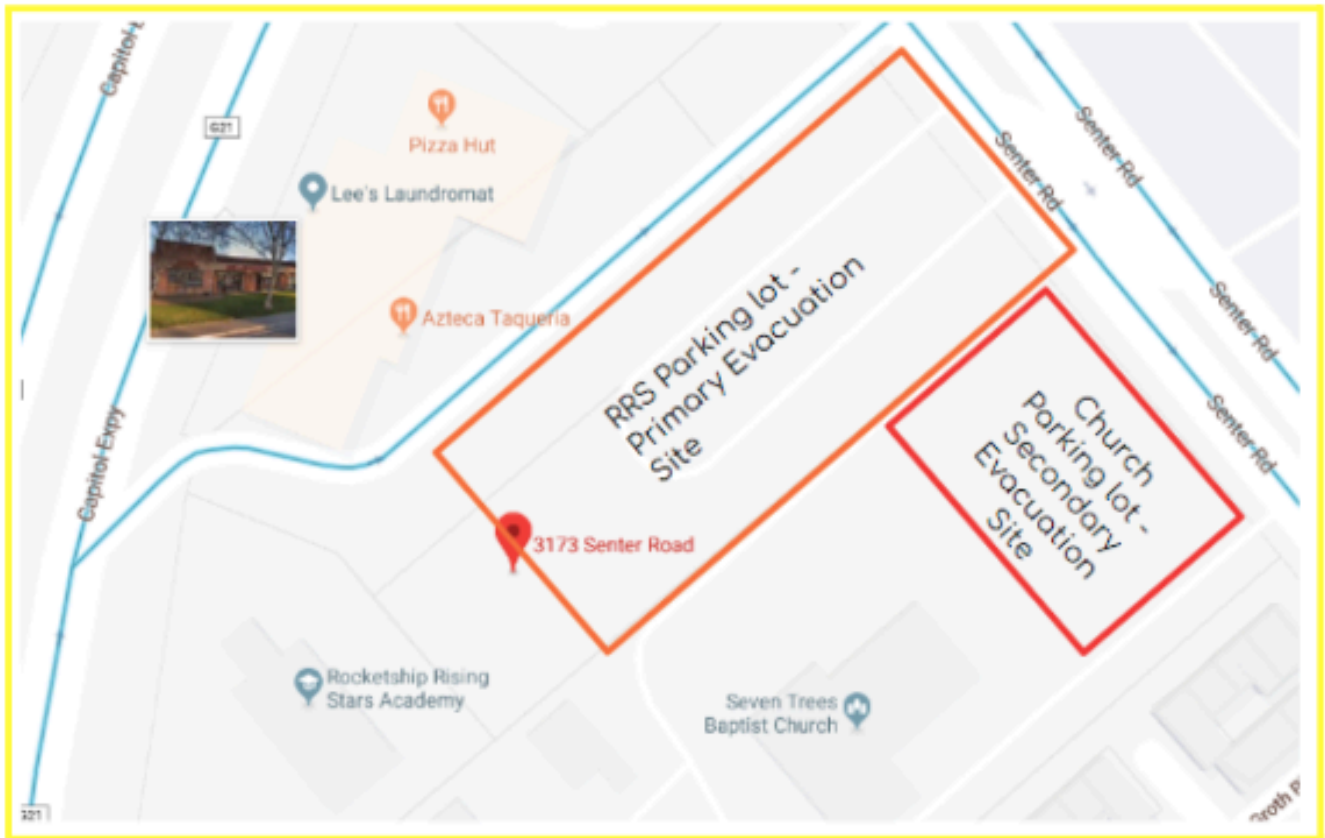 Capitol
G21
Pizza Hut
Lee's Laundromat
Azteca Taqueria
Senter Rd
Senter Rd
Senter Rd
Senter Rd
RRS Parking lot -
Primary Evacuation
Site
Church
Parking lot -
Secondary
Evacuation
Site
Capitol Expy
3173 Senter Road
Rocketship Rising
Stars Academy
Seven Trees
Baptist Church
Groth